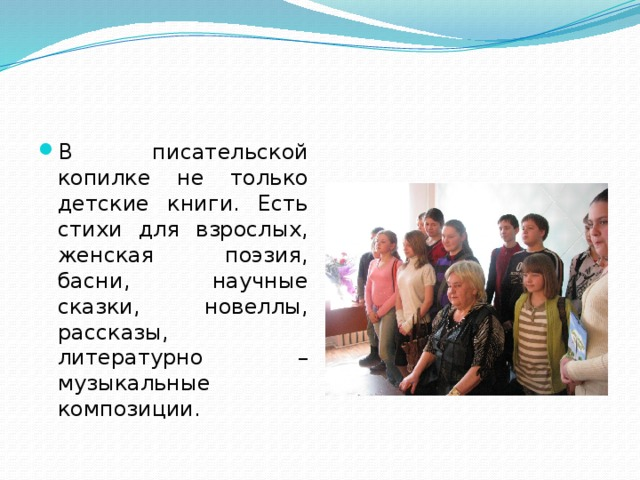 В писательской
копилке не только
детские книги. Есть
стихи для взрослых,
женская поэзия,
басни, научные
сказки, новеллы,
рассказы,
литературно –
музыкальные
композиции.